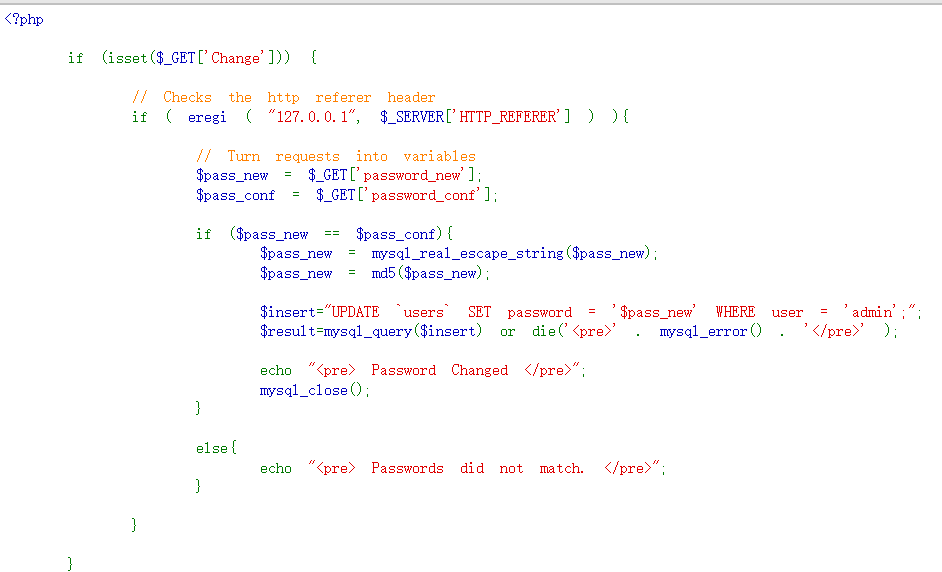 <?php
if (isset($_GET['Change'])) {
// Checks the http referer header
if ( eregi ( "127.0.0.1", $_SERVER['HTTP_REFERER'] ) ){
// Turn requests into variables
$pass_new = $_GET['password_new'];
$pass_conf = $_GET['password_conf'];
if ($pass_new == $pass_conf){
$pass_new = mysql_real_escape_string($pass_new);
$pass_new = md5($pass_new);
$insert="UPDATE `users` SET password = '$pass_new' WHERE user = 'admin';";
$result=mysql_query($insert) or die('<pre>' . mysql_error() . '</pre>' );
echo "<pre> Password Changed </pre>";
mysql_close();
}
else{
echo "<pre> Passwords did not match. </pre>";
}
}
}